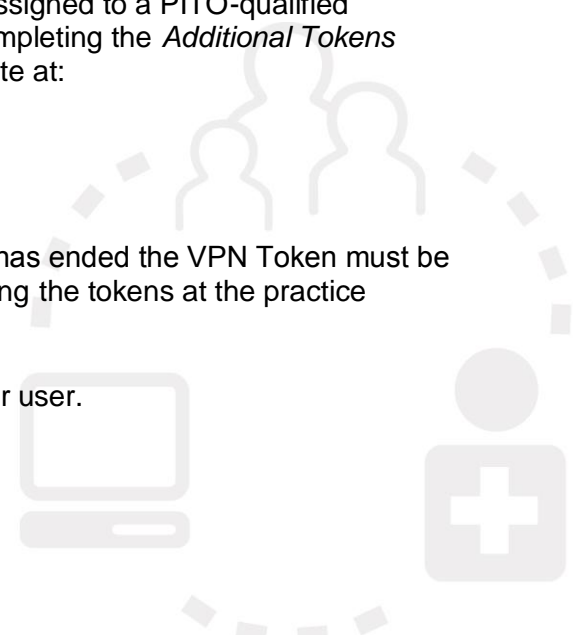 ssigned to a PITO-qualified
mpleting the Additional Tokens
te at:
has ended the VPN Token must be
ng the tokens at the practice
r user.